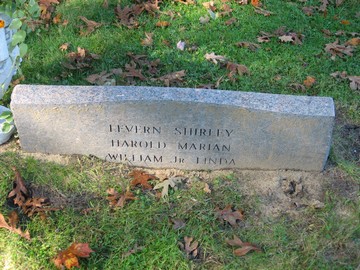 LEVERN SHIRLEY
HAROLD MARIAN
WILLIAM JR LINDA